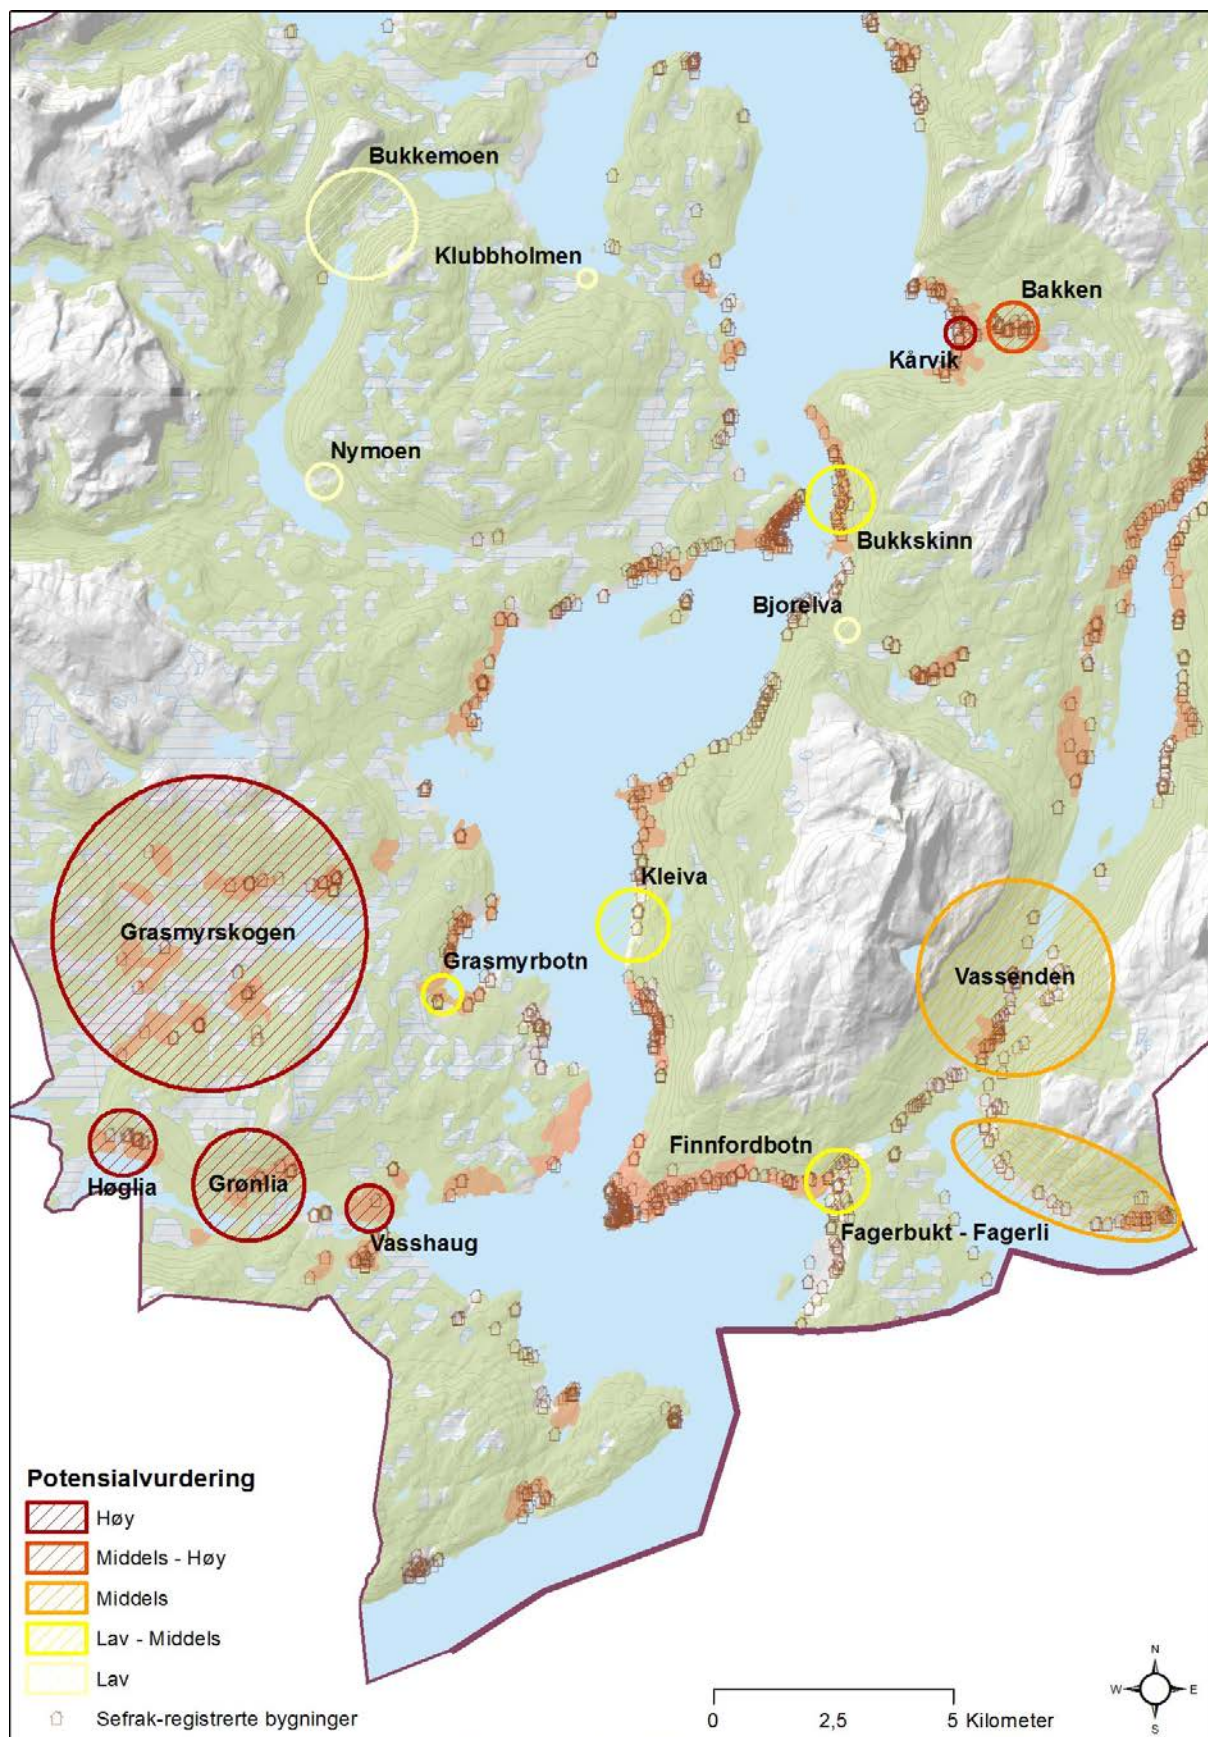 Bukkemoen
Klubbholmen
Bakken
Kårvik
Nymoen
Bukkskinn
Bjorelva
Kleiva
Grasmyrskogen
Grasmyrbotn
Vassenden
Finnfordbotn
Høglia
Grønlia
Vasshaug
Fagerbukt - Fagerli
Potensialvurdering
Høy
Middels - Høy
Middels
Lav - Middels
Lav
Sefrak-registrerte bygninger
0 2,5 5 Kilometer
N
W E
S